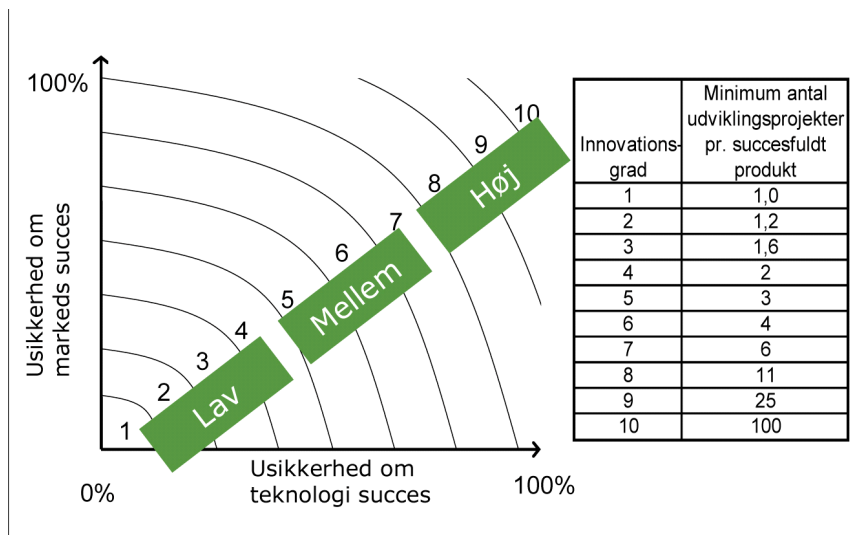 100%
Usikkerhed om
markeds succes
1
2
3
4
5
6
7
8
9
10
Lav
Mellem
Høj
0%
Usikkerhed om
teknologi succes
100%
Innovations-
grad
Minimum antal
udviklingsprojekter
pr. succesfuldt
produkt
1 1,0
2 1,2
3 1,6
4 2
5 3
6 4
7 6
8 11
9 25
10 100